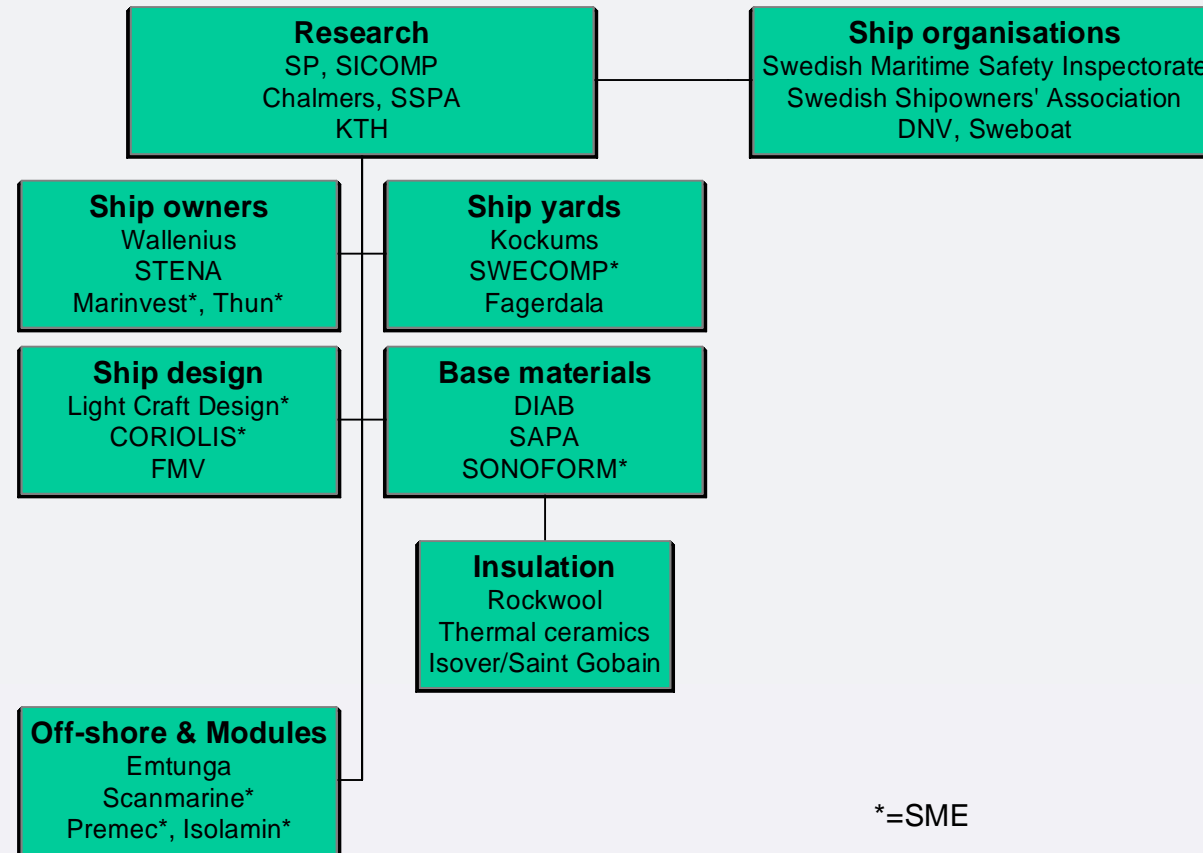 Research
SP, SICOMP
Chalmers, SSPA
KTH
Ship organisations
Swedish Maritime Safety Inspectorate
Swedish Shipowners' Association
DNV, Sweboat
Ship owners
Wallenius
STENA
Marinvest*, Thun*
Ship yards
Kockums
SWECOMP*
Fagerdala
Ship design
Light Craft Design*
CORIOLIS*
FMV
Base materials
DIAB
SAPA
SONOFORM*
Insulation
Rockwool
Thermal ceramics
Isover/Saint Gobain
Off-shore & Modules
Emtunga
Scanmarine*
Premec*, Isolamin*
*=SME